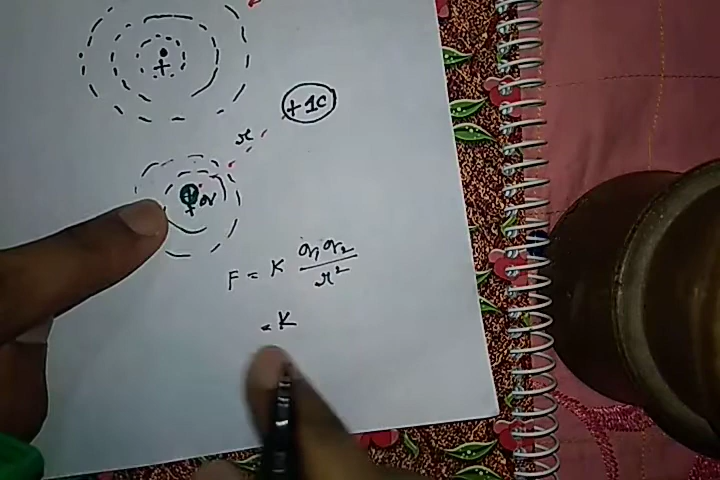 +
+1C
r
+q
F = K q₁q₂/r²
= K